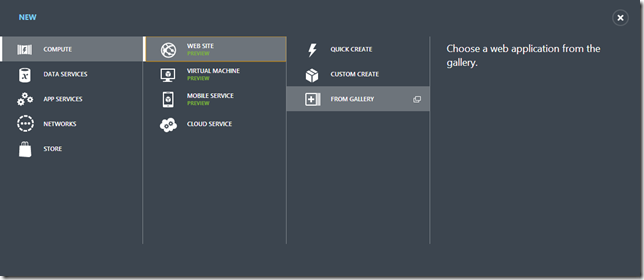 NEW
COMPUTE
DATA SERVICES
APP SERVICES
NETWORKS
STORE
WEB SITE
PREVIEW
VIRTUAL MACHINE
PREVIEW
MOBILE SERVICE
PREVIEW
CLOUD SERVICE
QUICK CREATE
CUSTOM CREATE
FROM GALLERY
Choose a web application from the
gallery.